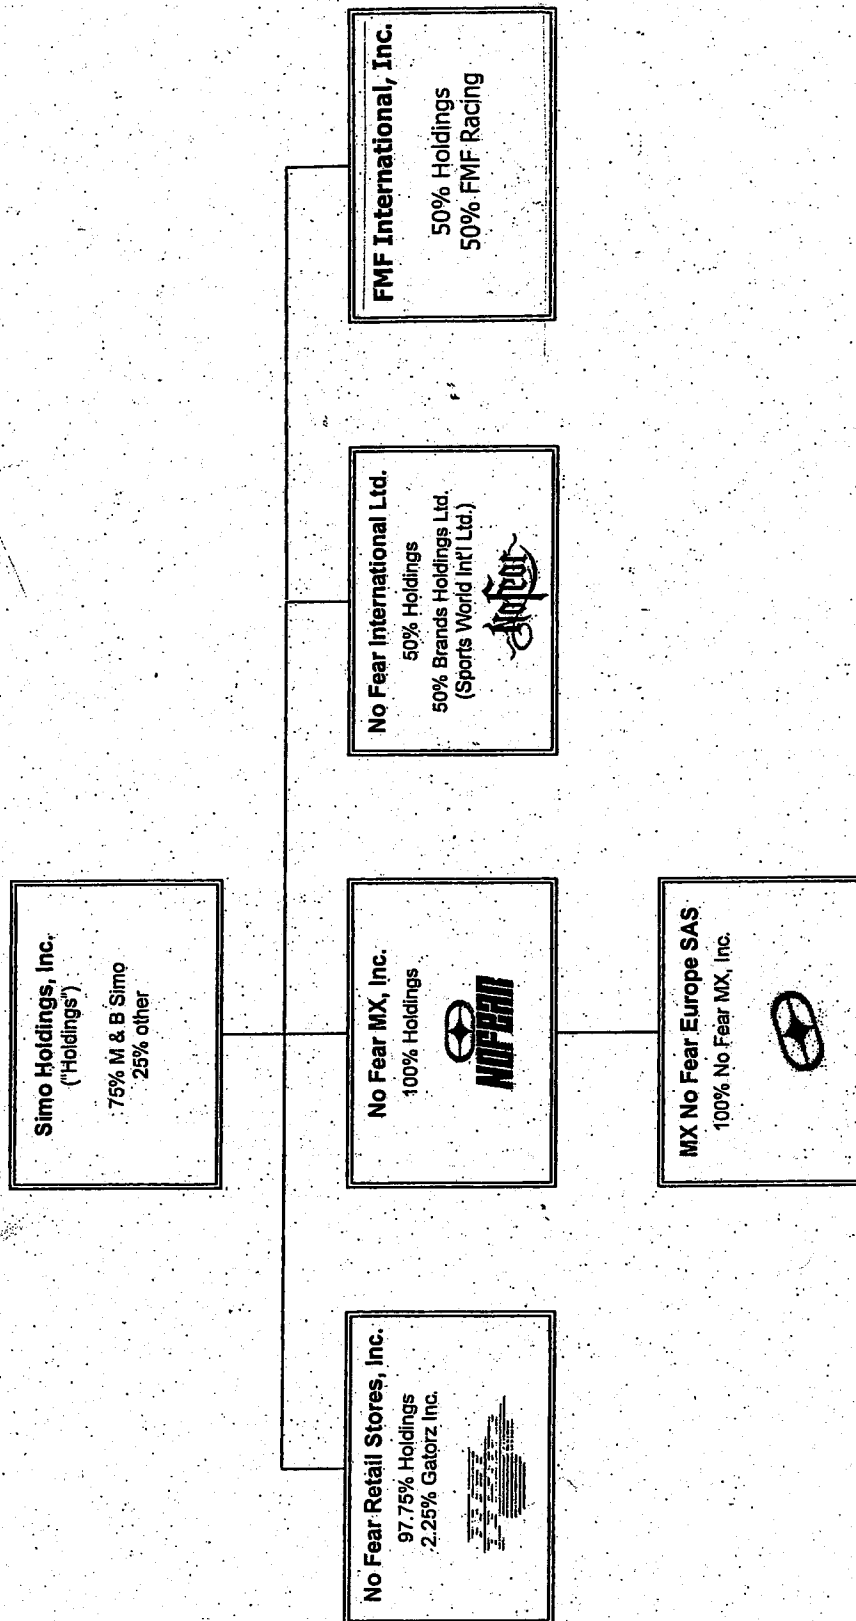 Simo Holdings, Inc.
("Holdings")
75% M & B Simo
25% other
No Fear Retail Stores, Inc.
97.75% Holdings
2.25% Gatorz Inc.
No Fear MX, Inc.
100% Holdings
NOFEAR
No Fear International Ltd.
50% Holdings
50% Brands Holdings Ltd.
(Sports World Int'l Ltd.)
No Fear
FMF International, Inc.
50% Holdings
50% FMF Racing
MX No Fear Europe SAS
100% No Fear MX, Inc.